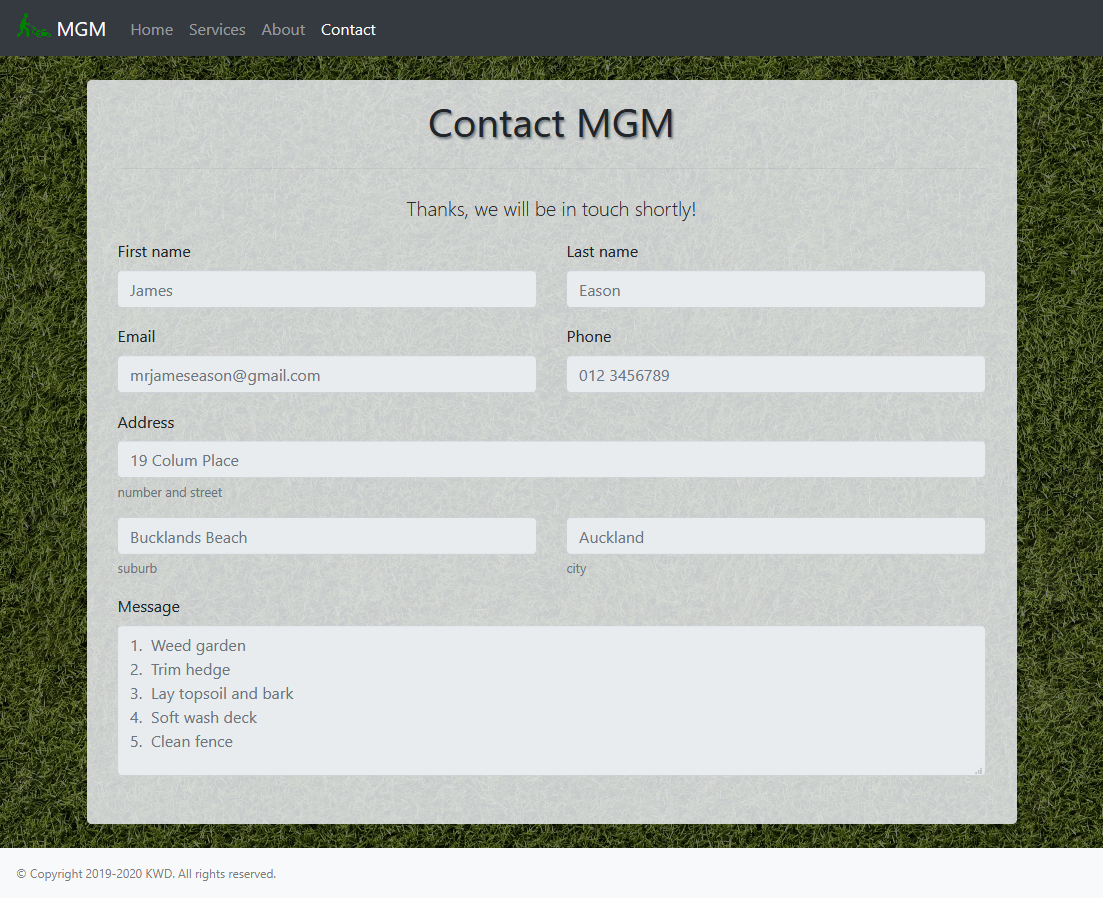 MGM Home Services About Contact
Contact MGM
Thanks, we will be in touch shortly!
First name Last name
James Eason
Email Phone
mrjameseason@gmail.com 012 3456789
Address
19 Colum Place
number and street
Bucklands Beach Auckland
suburb city
Message
1. Weed garden
2. Trim hedge
3. Lay topsoil and bark
4. Soft wash deck
5. Clean fence
© Copyright 2019-2020 KWD. All rights reserved.